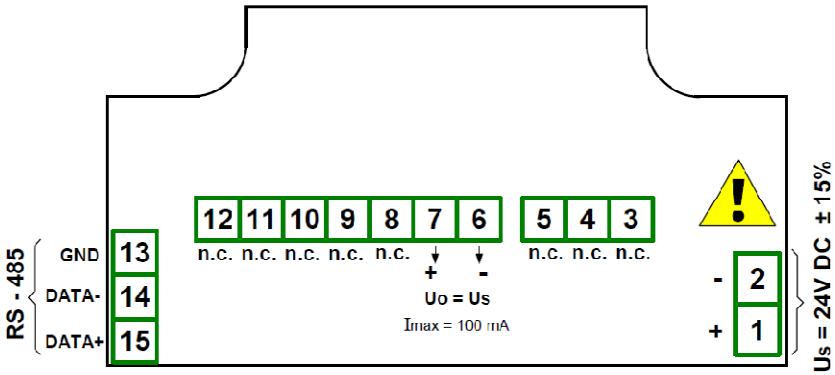 12 11 10 9 8 7 6 5 4 3
n.c. n.c. n.c. n.c. n.c. n.c. n.c. n.c.
+ -
Uo = Us
Imax = 100 mA
RS - 485
GND 13
DATA- 14
DATA+ 15
!
- 2
+ 1
Us = 24V DC ± 15%